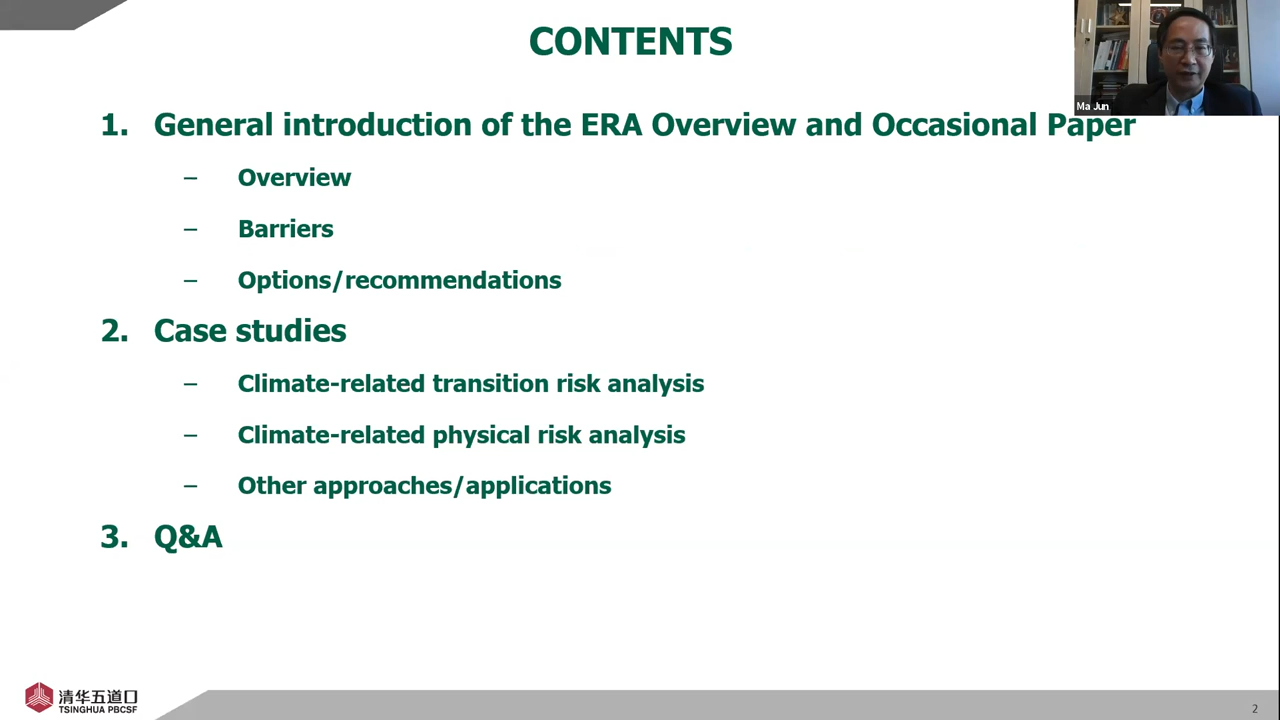 CONTENTS
Ma Jun
1. General introduction of the ERA Overview and Occasional Paper
– Overview
– Barriers
– Options/recommendations
2. Case studies
– Climate-related transition risk analysis
– Climate-related physical risk analysis
– Other approaches/applications
3. Q&A
清华五道口
TSINGHUA PBCSF
2